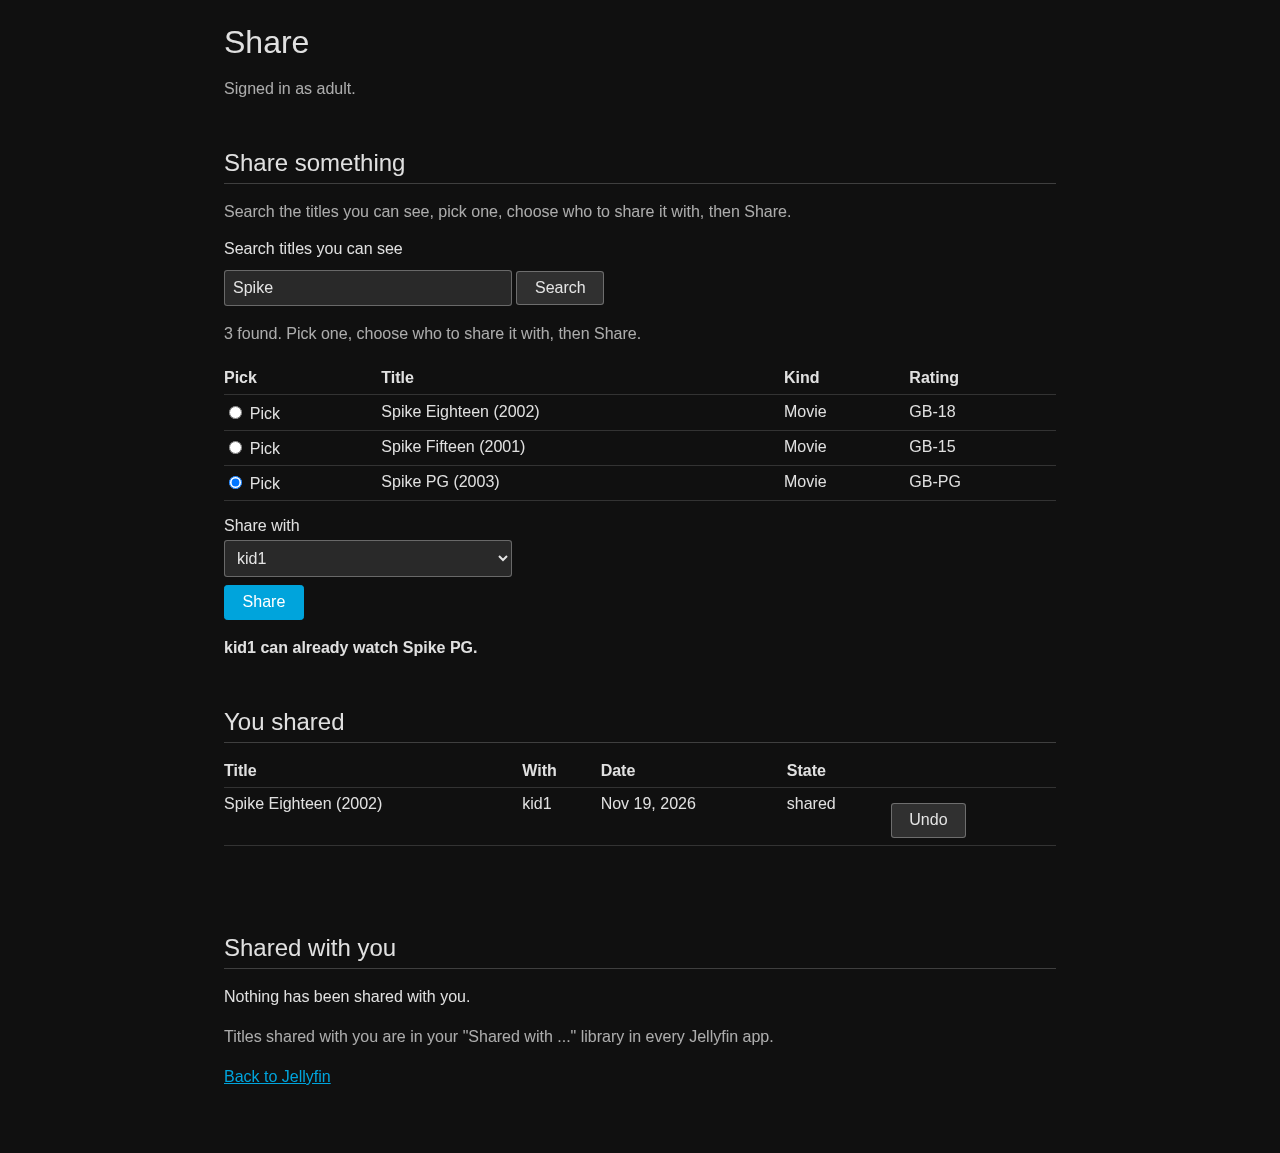 Share
Signed in as adult.
Share something
Search the titles you can see, pick one, choose who to share it with, then Share.
Search titles you can see
Spike Search
3 found. Pick one, choose who to share it with, then Share.
Pick Title Kind Rating
Pick Spike Eighteen (2002) Movie GB-18
Pick Spike Fifteen (2001) Movie GB-15
Pick Spike PG (2003) Movie GB-PG
Share with
kid1
Share
kid1 can already watch Spike PG.
You shared
Title With Date State
Spike Eighteen (2002) kid1 Nov 19, 2026 shared Undo
Shared with you
Nothing has been shared with you.
Titles shared with you are in your "Shared with ..." library in every Jellyfin app.
Back to Jellyfin